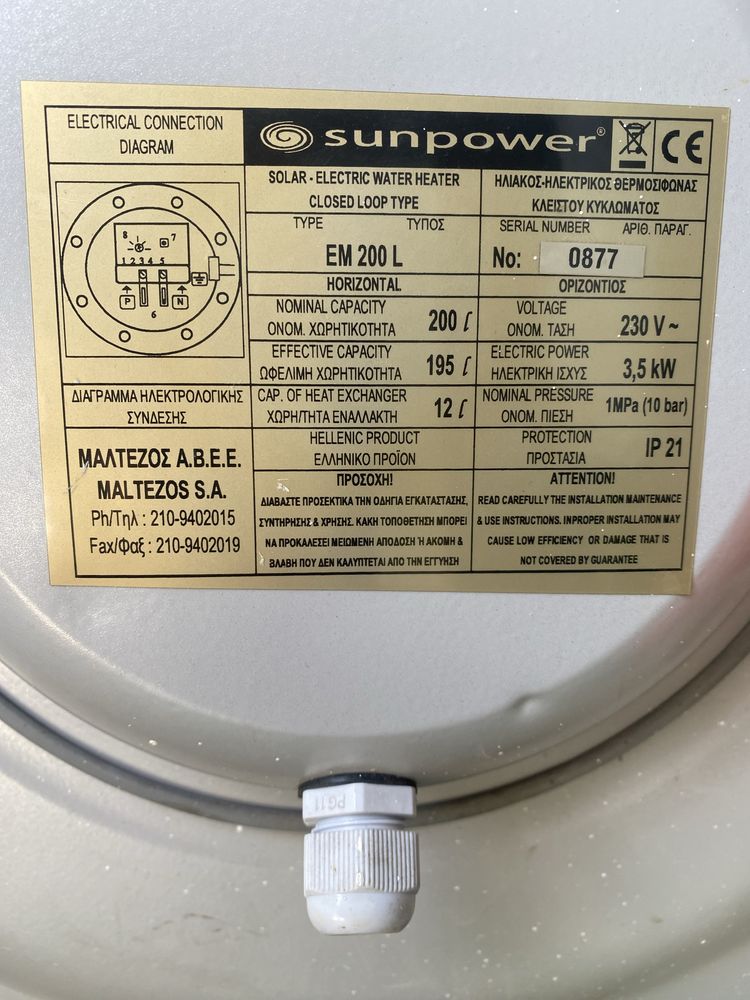 ELECTRICAL CONNECTION
DIAGRAM
8
7
1 2 3 4 5
P
N
6
ΔΙΑΓΡΑΜΜΑ ΗΛΕΚΤΡΟΛΟΓΙΚΗΣ
ΣΥΝΔΕΣΗΣ
ΜΑΛΤΕΖΟΣ Α.Β.Ε.Ε.
MALTEZOS S.A.
Ph/Τηλ : 210-9402015
Fax/Φαξ : 210-9402019
sunpower®
CE
SOLAR - ELECTRIC WATER HEATER
CLOSED LOOP TYPE
ΗΛΙΑΚΟΣ-ΗΛΕΚΤΡΙΚΟΣ ΘΕΡΜΟΣΙΦΩΝΑΣ
ΚΛΕΙΣΤΟΥ ΚΥΚΛΩΜΑΤΟΣ
TYPE ΤΥΠΟΣ
EM 200 L
SERIAL NUMBER ΑΡΙΘ. ΠΑΡΑΓ.
No: 0877
HORIZONTAL
ΟΡΙΖΟΝΤΙΟΣ
NOMINAL CAPACITY
ΟΝΟΜ. ΧΩΡΗΤΙΚΟΤΗΤΑ
200 ℓ
VOLTAGE
ΟΝΟΜ. ΤΑΣΗ
230 V ~
EFFECTIVE CAPACITY
ΩΦΕΛΙΜΗ ΧΩΡΗΤΙΚΟΤΗΤΑ
195 ℓ
ELECTRIC POWER
ΗΛΕΚΤΡΙΚΗ ΙΣΧΥΣ
3,5 kW
CAP. OF HEAT EXCHANGER
ΧΩΡΗ/ΤΗΤΑ ΕΝΑΛΛΑΚΤΗ
12 ℓ
NOMINAL PRESSURE
ΟΝΟΜ. ΠΙΕΣΗ
1MPa (10 bar)
HELLENIC PRODUCT
ΕΛΛΗΝΙΚΟ ΠΡΟΪΟΝ
PROTECTION
ΠΡΟΣΤΑΣΙΑ
IP 21
ΠΡΟΣΟΧΗ!
ΔΙΑΒΑΣΤΕ ΠΡΟΣΕΚΤΙΚΑ ΤΗΝ ΟΔΗΓΙΑ ΕΓΚΑΤΑΣΤΑΣΗΣ,
ΣΥΝΤΗΡΗΣΗΣ & ΧΡΗΣΗΣ. ΚΑΚΗ ΤΟΠΟΘΕΤΗΣΗ ΜΠΟΡΕΙ
ΝΑ ΠΡΟΚΑΛΕΣΕΙ ΜΕΙΩΜΕΝΗ ΑΠΟΔΟΣΗ Ή ΑΚΟΜΗ &
ΒΛΑΒΗ ΠΟΥ ΔΕΝ ΚΑΛΥΠΤΕΤΑΙ ΑΠΟ ΤΗΝ ΕΓΓΥΗΣΗ
ATTENTION!
READ CAREFULLY THE INSTALLATION MAINTENANCE
& USE INSTRUCTIONS. INPROPER INSTALLATION MAY
CAUSE LOW EFFICIENCY OR DAMAGE THAT IS
NOT COVERED BY GUARANTEE
PG11